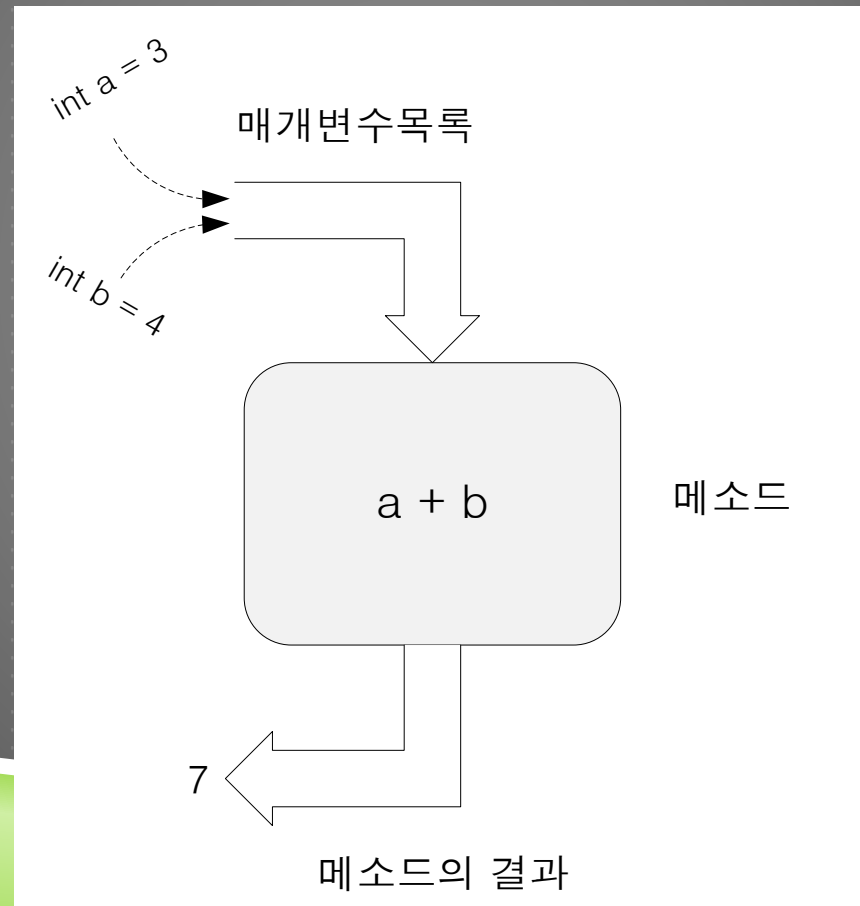 int a = 3
매개변수목록
int b = 4
a + b
메소드
7
메소드의 결과